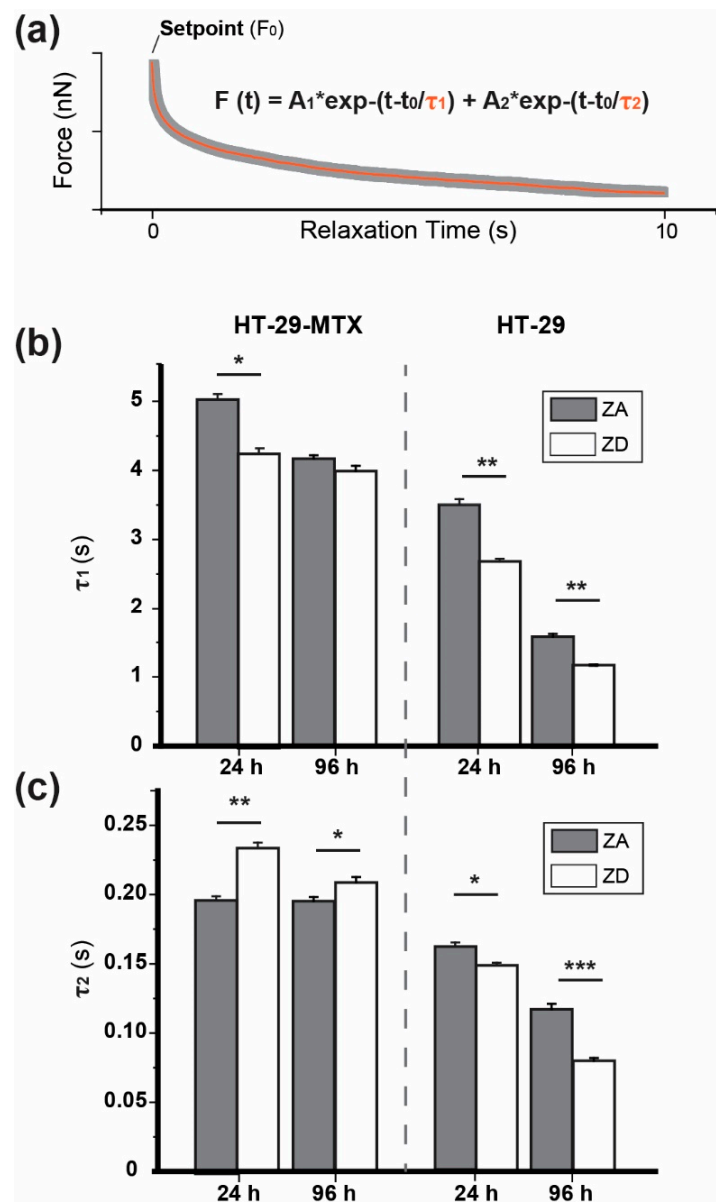 (a)
Setpoint (F₀)
F (t) = A₁*exp-(t-t₀/τ₁) + A₂*exp-(t-t₀/τ₂)
Force (nN)
0
10
Relaxation Time (s)
HT-29-MTX
HT-29
(b)
*
ZA
ZD
**
**
5
4
3
2
1
0
τ₁ (s)
24 h
96 h
24 h
96 h
(c)
**
*
ZA
ZD
*
***
0.25
0.20
0.15
0.10
0.05
0
τ₂ (s)
24 h
96 h
24 h
96 h